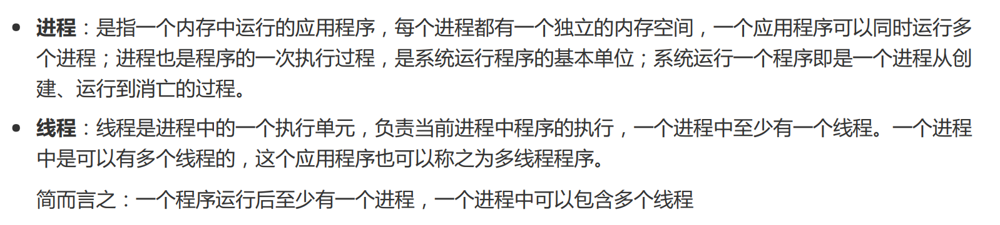 • 进程：是指一个内存中运行的应用程序，每个进程都有一个独立的内存空间，一个应用程序可以同时运行多
个进程；进程也是程序的一次执行过程，是系统运行程序的基本单位；系统运行一个程序即是一个进程从创
建、运行到消亡的过程。
• 线程：线程是进程中的一个执行单元，负责当前进程中程序的执行，一个进程中至少有一个线程。一个进程
中是可以有多个线程的，这个应用程序也可以称之为多线程程序。
简而言之：一个程序运行后至少有一个进程，一个进程中可以包含多个线程